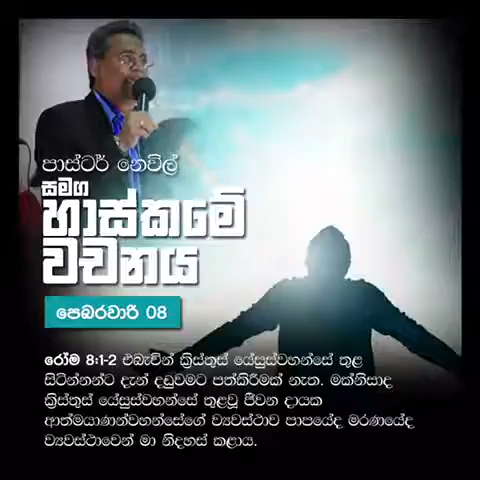 පාස්ටර් නෙවිල්
සමග
හාස්කමේ
වචනය
පෙබරවාරි 08
රෝම 8:1-2 එබැවින් ක්‍රිස්තුස් යේසුස්වහන්සේ තුළ
සිටින්නන්ට දැන් දඬුවමට පත්කිරීමක් නැත. මක්නිසාද
ක්‍රිස්තුස් යේසුස්වහන්සේ තුළවූ ජීවන දායක
ආත්මයාණන්වහන්සේගේ ව්‍යවස්ථාව පාපයේද මරණයේද
ව්‍යවස්ථාවෙන් මා නිදහස් කළාය.